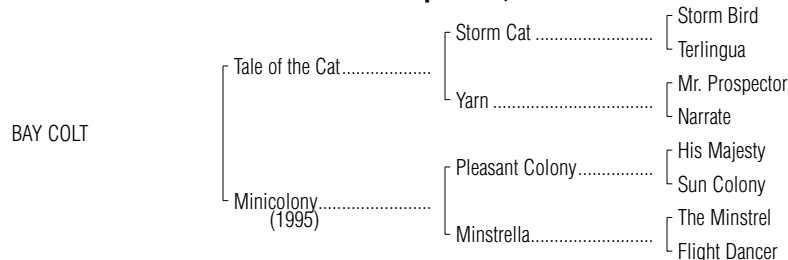 Storm Bird
Storm Cat ........................
Terlingua
Tale of the Cat...................
Mr. Prospector
Yarn .................................
Narrate
BAY COLT
His Majesty
Pleasant Colony................
Sun Colony
Minicolony........................
(1995)
The Minstrel
Minstrella..........................
Flight Dancer